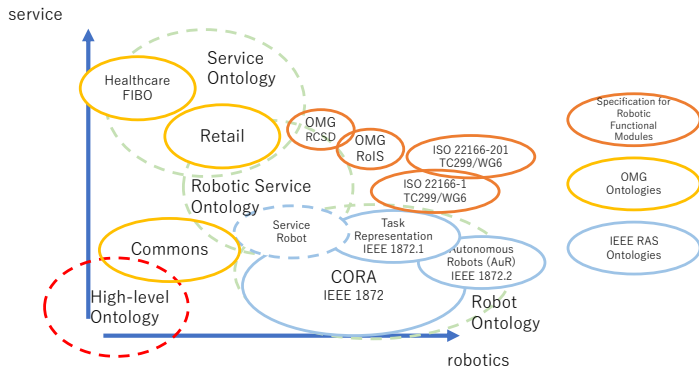 service
Service
Ontology
Healthcare
FIBO
Retail
OMG
RCSD
OMG
RoIS
ISO 22166-201
TC299/WG6
ISO 22166-1
TC299/WG6
Robotic Service
Ontology
Service
Robot
Task
Representation
IEEE 1872.1
Commons
Autonomous
Robots (AuR)
IEEE 1872.2
CORA
IEEE 1872
High-level
Ontology
Robot
Ontology
robotics
Specification for
Robotic
Functional
Modules
OMG
Ontologies
IEEE RAS
Ontologies